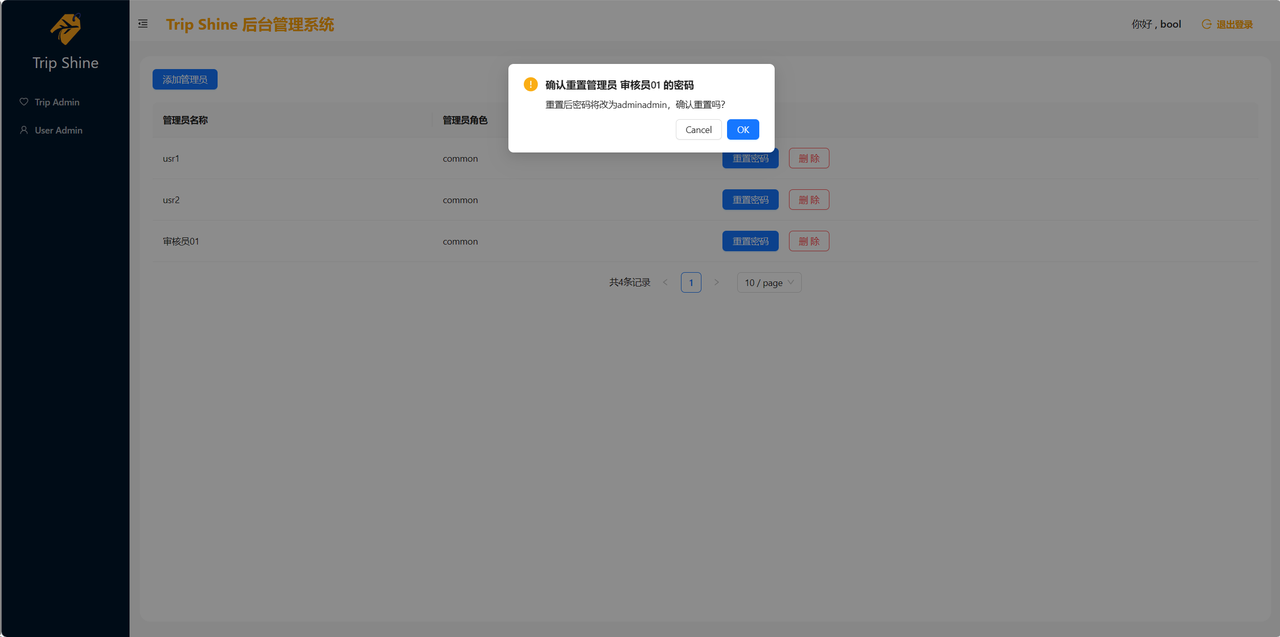 Trip Shine
Trip Admin
User Admin
Trip Shine 后台管理系统
你好 , bool
退出登录
添加管理员
确认重置管理员 审核员01 的密码
重置后密码将改为adminadmin，确认重置吗?
Cancel
OK
管理员名称
管理员角色
usr1
common
重置密码
删 除
usr2
common
重置密码
删 除
审核员01
common
重置密码
删 除
共4条记录
1
10 / page